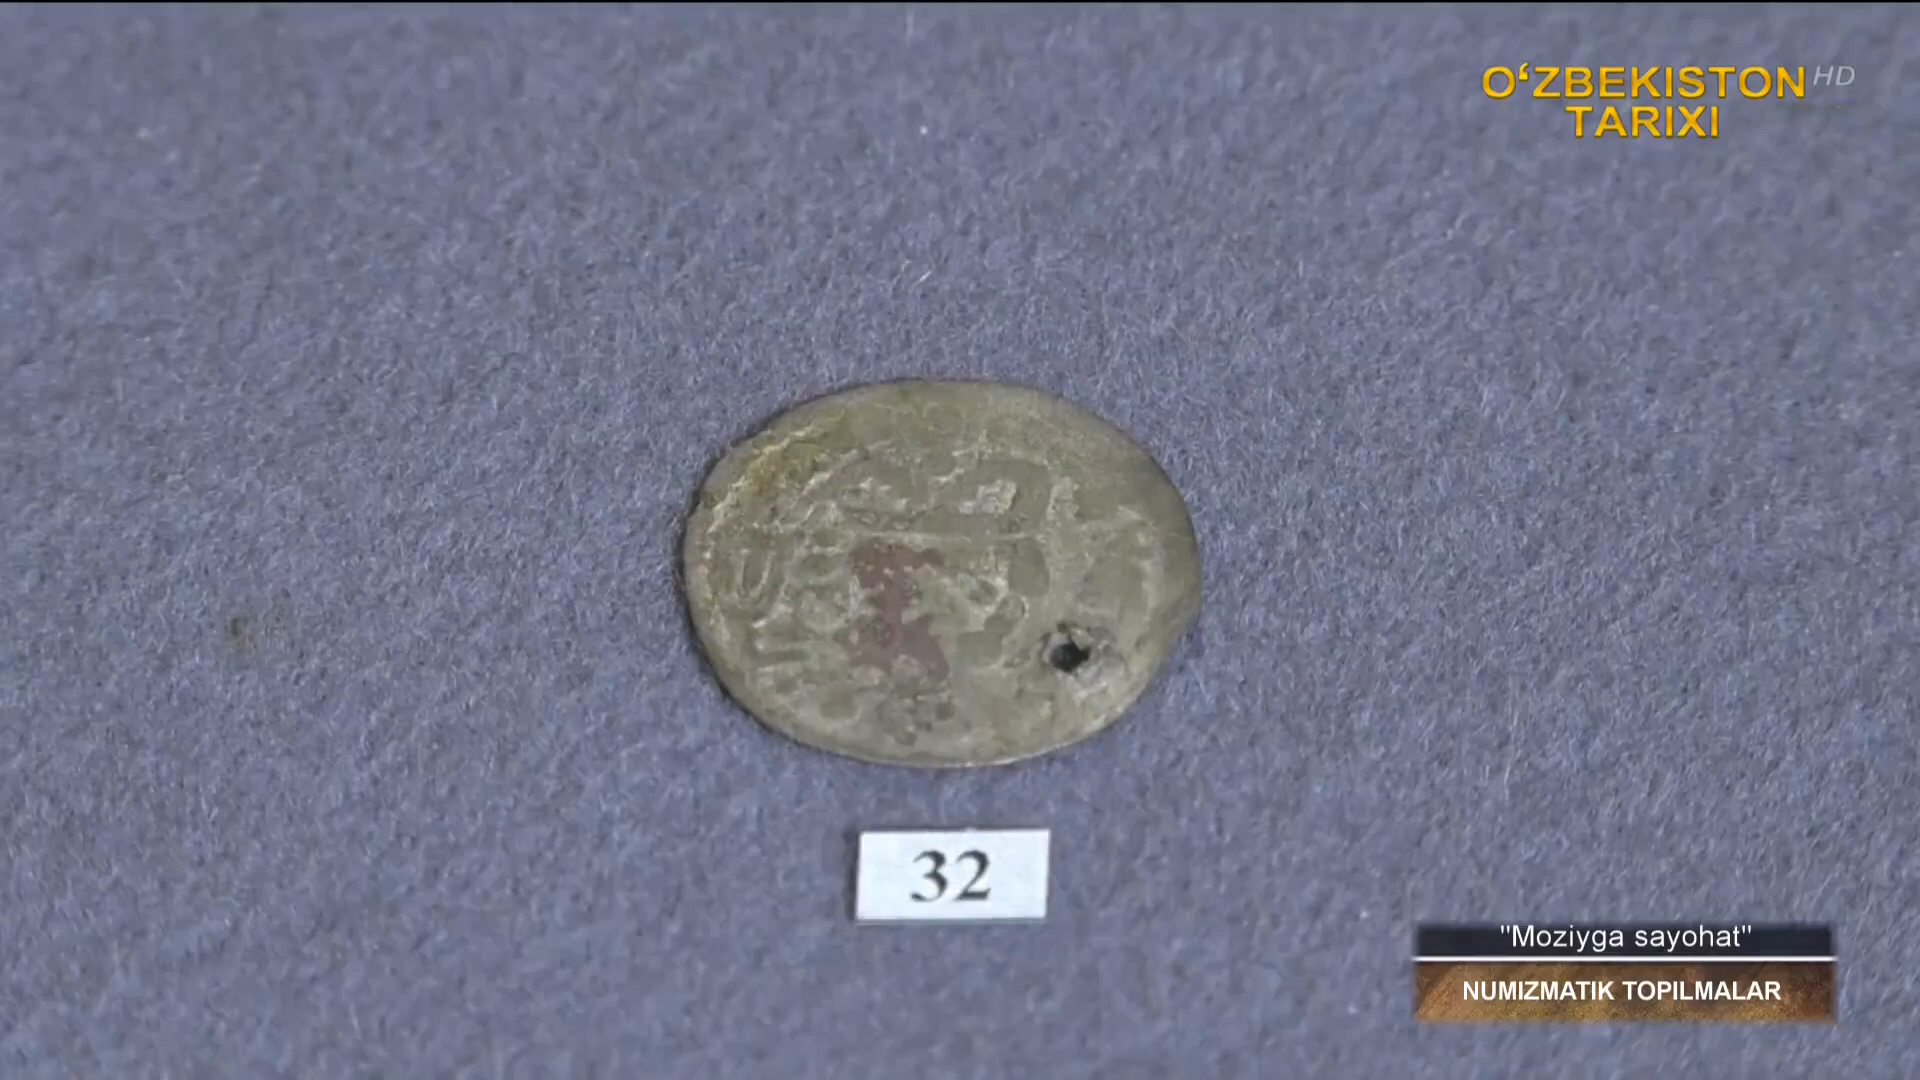 O‘ZBEKISTON HD
TARIXI
32
"Moziyga sayohat"
NUMIZMATIK TOPILMALAR